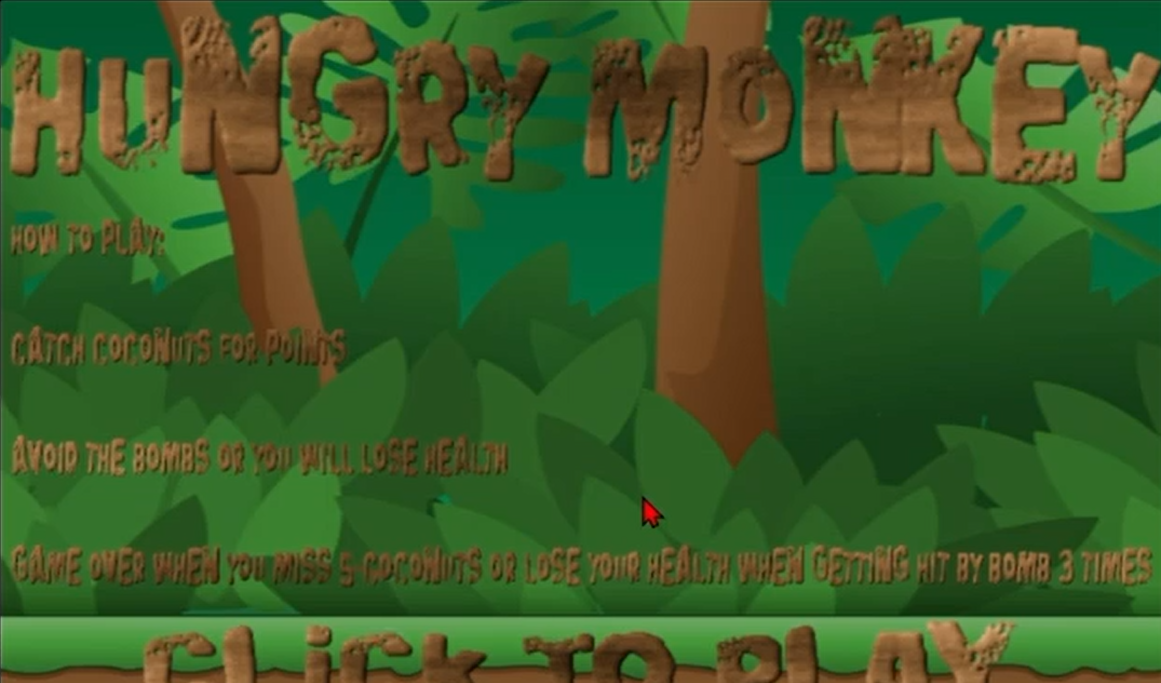 HUNGRY MONKEY
HOW TO PLAY:
CATCH COCONUTS FOR POINTS
AVOID THE BOMBS OR YOU WILL LOSE HEALTH
GAME OVER WHEN YOU MISS 5-COCONUTS OR LOSE YOUR HEALTH WHEN GETTING HIT BY BOMB 3 TIMES
CLiCK TO PLAY